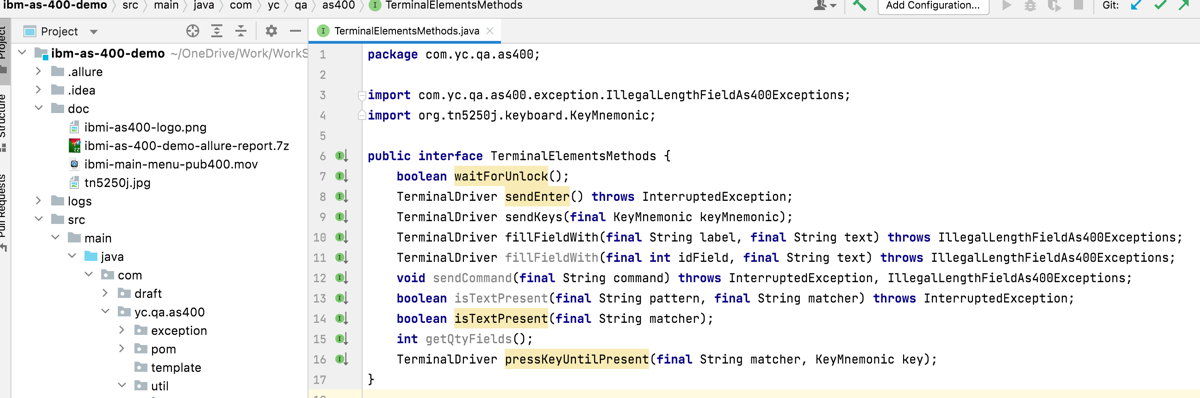 ibm-as-400-demo › src › main › java › com › yc › qa › as400 › TerminalElementsMethods
Add Configuration...
Git:
Project
Structure
Pull Requests
Project
TerminalElementsMethods.java
ibm-as-400-demo ~/OneDrive/Work/WorkS
.allure
.idea
doc
ibmi-as400-logo.png
ibmi-as-400-demo-allure-report.7z
ibmi-main-menu-pub400.mov
tn5250j.jpg
logs
src
main
java
com
draft
yc.qa.as400
exception
pom
template
util
1 package com.yc.qa.as400;
2
3 import com.yc.qa.as400.exception.IllegalLengthFieldAs400Exceptions;
4 import org.tn5250j.keyboard.KeyMnemonic;
5
6 public interface TerminalElementsMethods {
7 boolean waitForUnlock();
8 TerminalDriver sendEnter() throws InterruptedException;
9 TerminalDriver sendKeys(final KeyMnemonic keyMnemonic);
10 TerminalDriver fillFieldWith(final String label, final String text) throws IllegalLengthFieldAs400Exceptions;
11 TerminalDriver fillFieldWith(final int idField, final String text) throws IllegalLengthFieldAs400Exceptions;
12 void sendCommand(final String command) throws InterruptedException, IllegalLengthFieldAs400Exceptions;
13 boolean isTextPresent(final String pattern, final String matcher) throws InterruptedException;
14 boolean isTextPresent(final String matcher);
15 int getQtyFields();
16 TerminalDriver pressKeyUntilPresent(final String matcher, KeyMnemonic key);
17 }